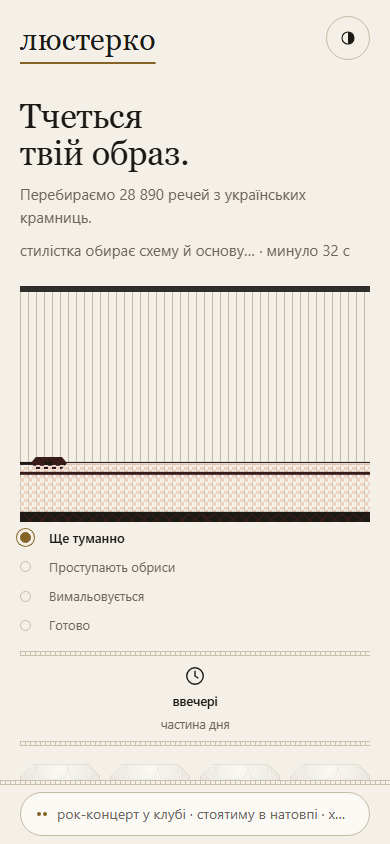 люстерко
Тчеться
твій образ.
Перебираємо 28 890 речей з українських
крамниць.
стилістка обирає схему й основу… · минуло 32 с
Ще туманно
Проступають обриси
Вимальовується
Готово
ввечері
частина дня
рок-концерт у клубі · стоятиму в натовпі · х…